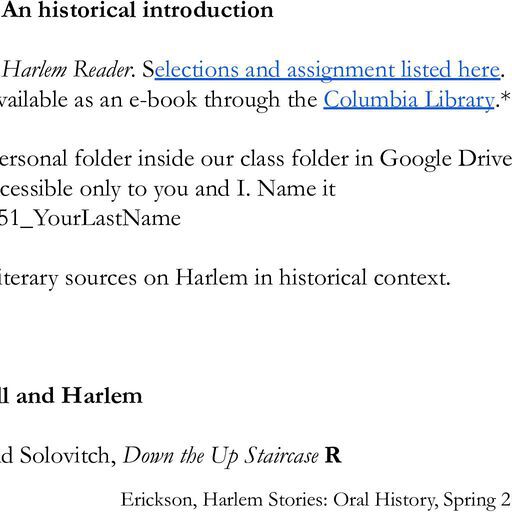 An historical introduction
Harlem Reader. Selections and assignment listed here.
vailable as an e-book through the Columbia Library.*
ersonal folder inside our class folder in Google Drive
cessible only to you and I. Name it
51_YourLastName
iterary sources on Harlem in historical context.
ll and Harlem
d Solovitch, Down the Up Staircase R
Erickson, Harlem Stories: Oral History, Spring 2